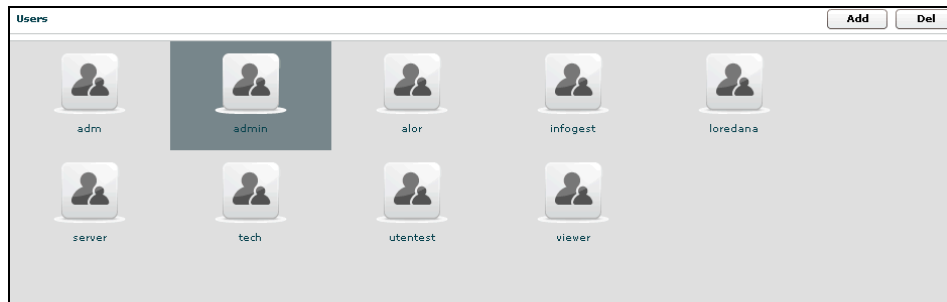 Users Add Del
adm admin alor infogest loredana
server tech utentest viewer